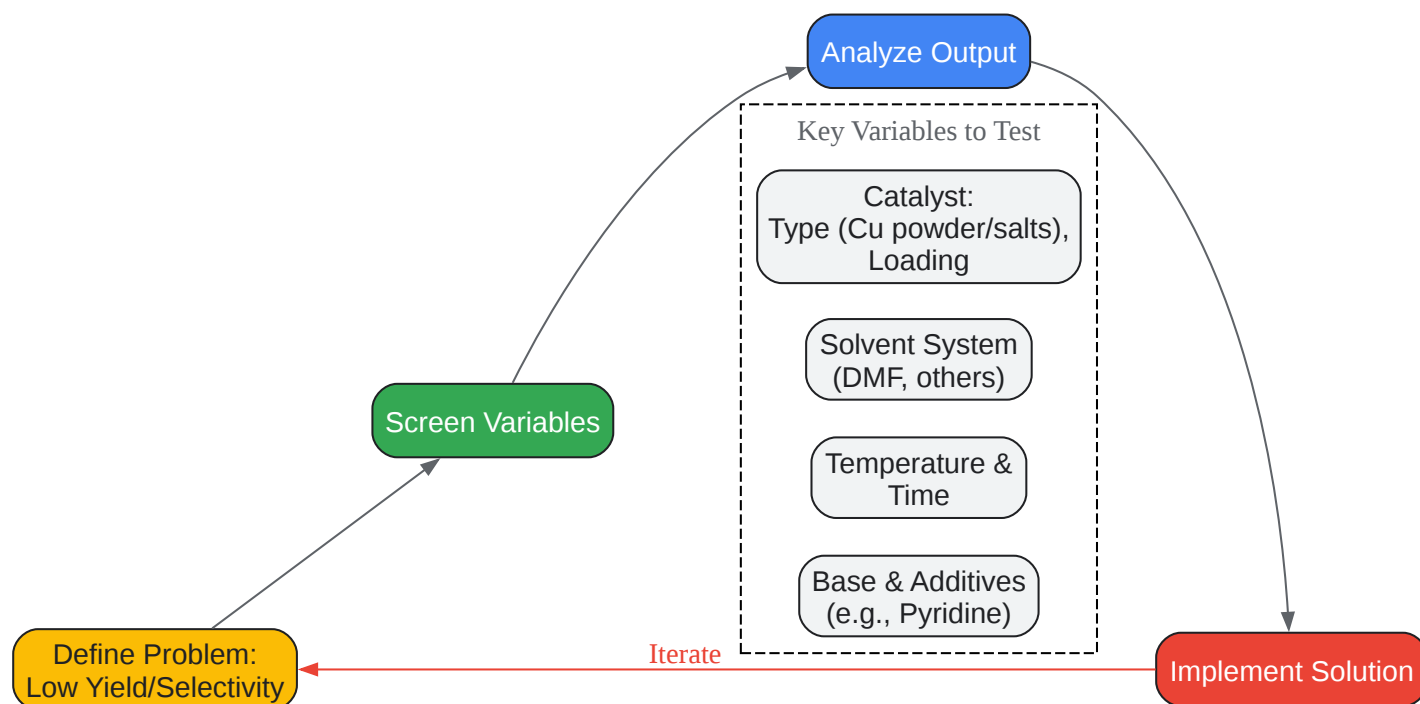 Analyze Output
Key Variables to Test
Catalyst:
Type (Cu powder/salts),
Loading
Solvent System
(DMF, others)
Screen Variables
Temperature &
Time
Base & Additives
(e.g., Pyridine)
Define Problem:
Low Yield/Selectivity
Iterate
Implement Solution